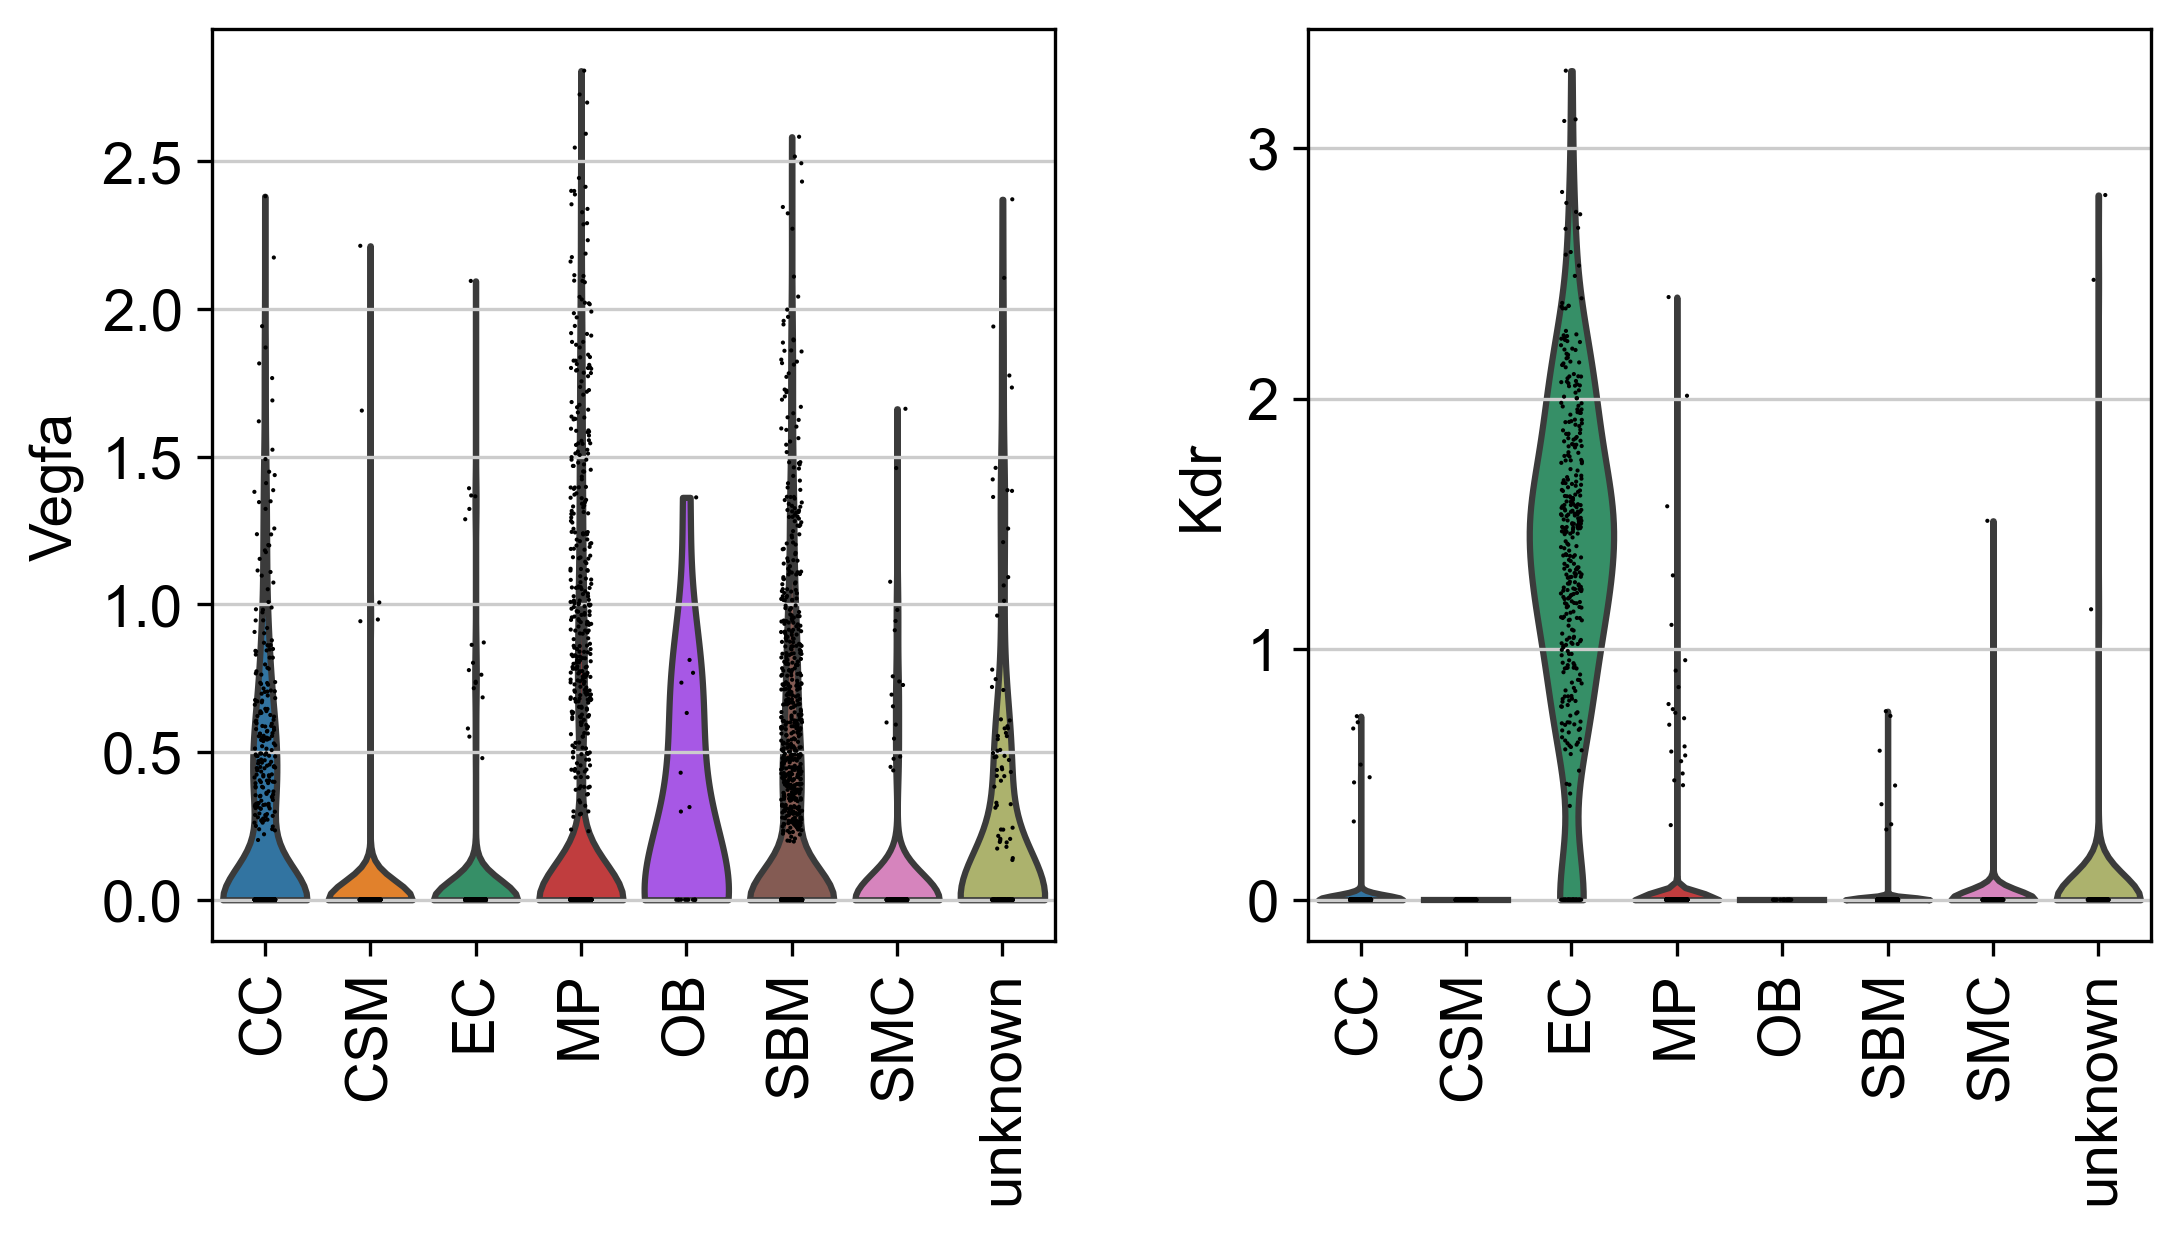 Vegfa
2.5
2.0
1.5
1.0
0.5
0.0
CC
CSM
EC
MP
OB
SBM
SMC
unknown
Kdr
3
2
1
0
CC
CSM
EC
MP
OB
SBM
SMC
unknown